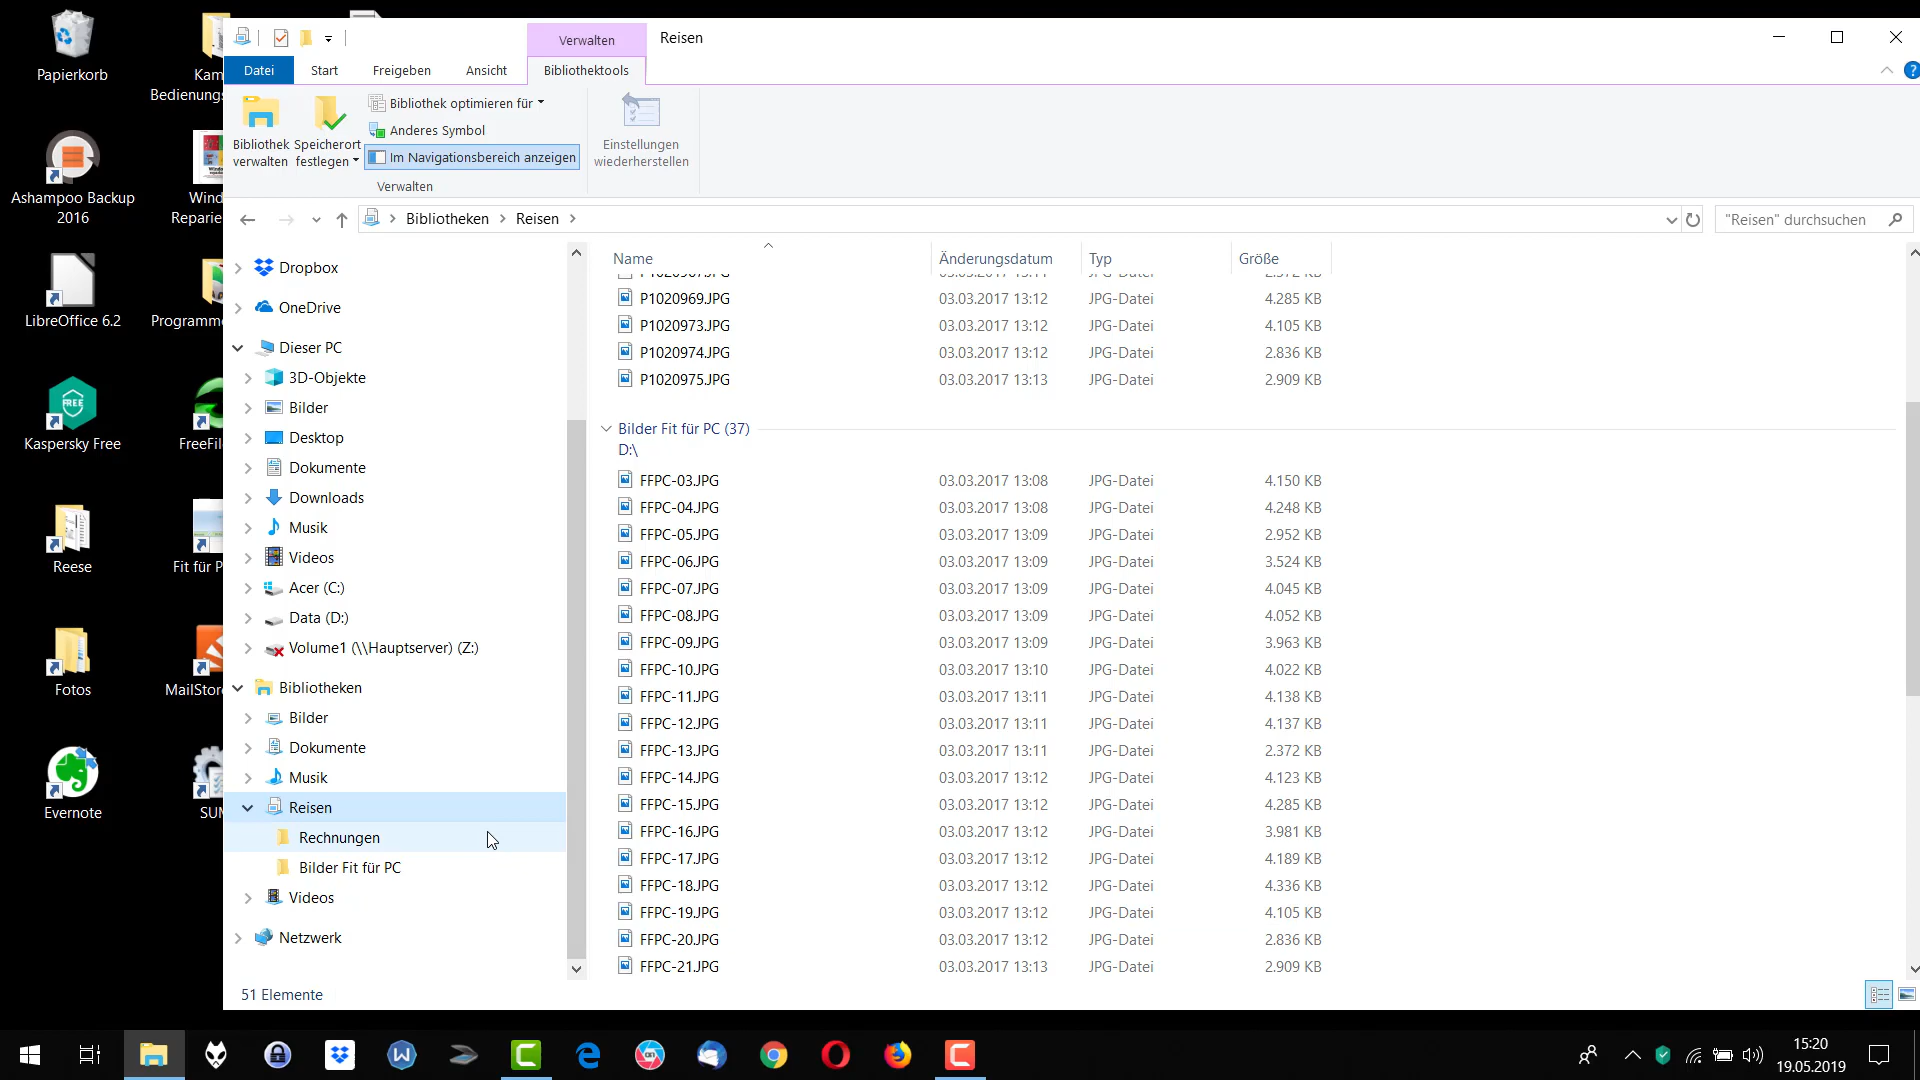 Papierkorb
Kam
Bedienungs
Ashampoo Backup
2016
Wind
Reparie
LibreOffice 6.2
Programme
Kaspersky Free
FreeFil
Reese
Fit für P
Fotos
MailStor
Evernote
SUM
FREE
Verwalten
Reisen
Datei
Start
Freigeben
Ansicht
Bibliothektools
Bibliothek
verwalten
Speicherort
festlegen
Bibliothek optimieren für
Anderes Symbol
Im Navigationsbereich anzeigen
Verwalten
Einstellungen
wiederherstellen
Bibliotheken
Reisen
"Reisen" durchsuchen
Dropbox
OneDrive
Dieser PC
3D-Objekte
Bilder
Desktop
Dokumente
Downloads
Musik
Videos
Acer (C:)
Data (D:)
Volume1 (\\Hauptserver) (Z:)
Bibliotheken
Bilder
Dokumente
Musik
Reisen
Rechnungen
Bilder Fit für PC
Videos
Netzwerk
51 Elemente
Name Änderungsdatum Typ Größe
P1020969.JPG 03.03.2017 13:12 JPG-Datei 4.285 KB
P1020973.JPG 03.03.2017 13:12 JPG-Datei 4.105 KB
P1020974.JPG 03.03.2017 13:12 JPG-Datei 2.836 KB
P1020975.JPG 03.03.2017 13:13 JPG-Datei 2.909 KB
Bilder Fit für PC (37)
D:\
FFPC-03.JPG 03.03.2017 13:08 JPG-Datei 4.150 KB
FFPC-04.JPG 03.03.2017 13:08 JPG-Datei 4.248 KB
FFPC-05.JPG 03.03.2017 13:09 JPG-Datei 2.952 KB
FFPC-06.JPG 03.03.2017 13:09 JPG-Datei 3.524 KB
FFPC-07.JPG 03.03.2017 13:09 JPG-Datei 4.045 KB
FFPC-08.JPG 03.03.2017 13:09 JPG-Datei 4.052 KB
FFPC-09.JPG 03.03.2017 13:09 JPG-Datei 3.963 KB
FFPC-10.JPG 03.03.2017 13:10 JPG-Datei 4.022 KB
FFPC-11.JPG 03.03.2017 13:11 JPG-Datei 4.138 KB
FFPC-12.JPG 03.03.2017 13:11 JPG-Datei 4.137 KB
FFPC-13.JPG 03.03.2017 13:11 JPG-Datei 2.372 KB
FFPC-14.JPG 03.03.2017 13:12 JPG-Datei 4.123 KB
FFPC-15.JPG 03.03.2017 13:12 JPG-Datei 4.285 KB
FFPC-16.JPG 03.03.2017 13:12 JPG-Datei 3.981 KB
FFPC-17.JPG 03.03.2017 13:12 JPG-Datei 4.189 KB
FFPC-18.JPG 03.03.2017 13:12 JPG-Datei 4.336 KB
FFPC-19.JPG 03.03.2017 13:12 JPG-Datei 4.105 KB
FFPC-20.JPG 03.03.2017 13:12 JPG-Datei 2.836 KB
FFPC-21.JPG 03.03.2017 13:13 JPG-Datei 2.909 KB
15:20
19.05.2019